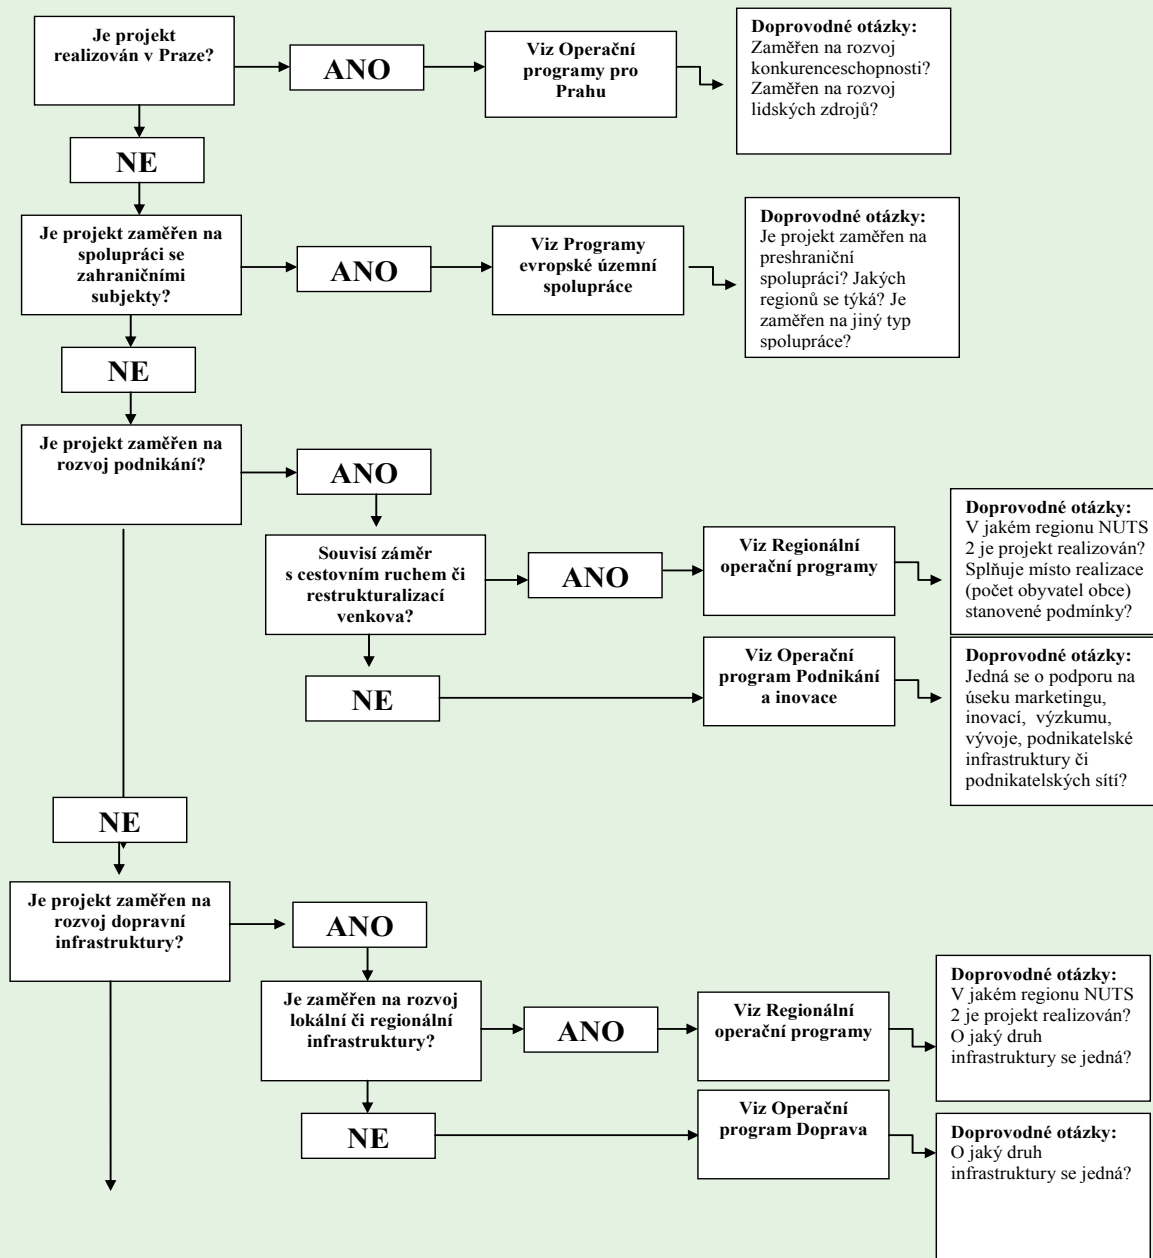 Je projekt
realizován v Praze?
ANO
Viz Operační
programy pro
Prahu
Doprovodné otázky:
Zaměřen na rozvoj
konkurenceschopnosti?
Zaměřen na rozvoj
lidských zdrojů?
NE
Je projekt zaměřen na
spolupráci se
zahraničními
subjekty?
ANO
Viz Programy
evropské územní
spolupráce
Doprovodné otázky:
Je projekt zaměřen na
preshraniční
spolupráci? Jakých
regionů se týká? Je
zaměřen na jiný typ
spolupráce?
NE
Je projekt zaměřen na
rozvoj podnikání?
ANO
Souvisí záměr
s cestovním ruchem či
restrukturalizací
venkova?
ANO
Viz Regionální
operační programy
Doprovodné otázky:
V jakém regionu NUTS
2 je projekt realizován?
Splňuje místo realizace
(počet obyvatel obce)
stanovené podmínky?
NE
Viz Operační
program Podnikání
a inovace
Doprovodné otázky:
Jedná se o podporu na
úseku marketingu,
inovací, výzkumu,
vývoje, podnikatelské
infrastruktury či
podnikatelských sítí?
NE
Je projekt zaměřen na
rozvoj dopravní
infrastruktury?
ANO
Je zaměřen na rozvoj
lokální či regionální
infrastruktury?
ANO
Viz Regionální
operační programy
Doprovodné otázky:
V jakém regionu NUTS
2 je projekt realizován?
O jaký druh
infrastruktury se jedná?
NE
Viz Operační
program Doprava
Doprovodné otázky:
O jaký druh
infrastruktury se jedná?